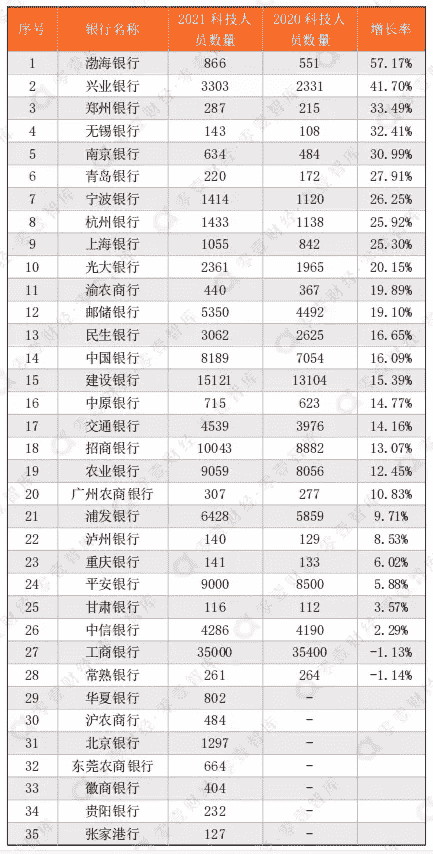 序号 银行名称 2021 科技人员数量 2020 科技人员数量 增长率
1 渤海银行 866 551 57.17%
2 兴业银行 3303 2331 41.70%
3 郑州银行 287 215 33.49%
4 无锡银行 143 108 32.41%
5 南京银行 634 484 30.99%
6 青岛银行 220 172 27.91%
7 宁波银行 1414 1120 26.25%
8 杭州银行 1433 1138 25.92%
9 上海银行 1055 842 25.30%
10 光大银行 2361 1965 20.15%
11 渝农商行 440 367 19.89%
12 邮储银行 5350 4492 19.10%
13 民生银行 3062 2625 16.65%
14 中国银行 8189 7054 16.09%
15 建设银行 15121 13104 15.39%
16 中原银行 715 623 14.77%
17 交通银行 4539 3976 14.16%
18 招商银行 10043 8882 13.07%
19 农业银行 9059 8056 12.45%
20 广州农商银行 307 277 10.83%
21 浦发银行 6428 5859 9.71%
22 泸州银行 140 129 8.53%
23 重庆银行 141 133 6.02%
24 平安银行 9000 8500 5.88%
25 甘肃银行 116 112 3.57%
26 中信银行 4286 4190 2.29%
27 工商银行 35000 35400 -1.13%
28 常熟银行 261 264 -1.14%
29 华夏银行 802 -
30 沪农商行 484 -
31 北京银行 1297 -
32 东莞农商银行 664 -
33 徽商银行 404 -
34 贵阳银行 232 -
35 张家港行 127 -
零壹财经·零壹智库